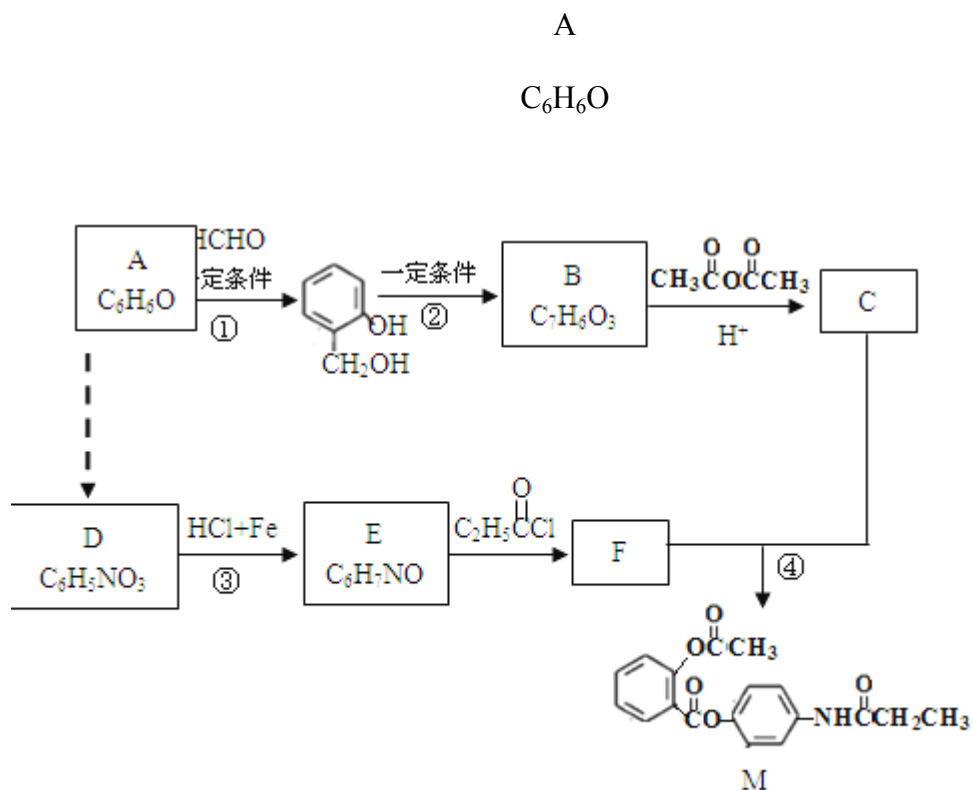 A
C₆H₆O
A
C₆H₆O
HCHO
一定条件
①
OH
CH₂OH
一定条件
②
B
C₇H₆O₃
O O
CH₃COCCH₃
H⁺
C
D
C₆H₅NO₃
HCl+Fe
③
E
C₆H₇NO
O
C₂H₅CCl
F
④
O
OCCH₃
O
CO
O
NHCCH₂CH₃
M